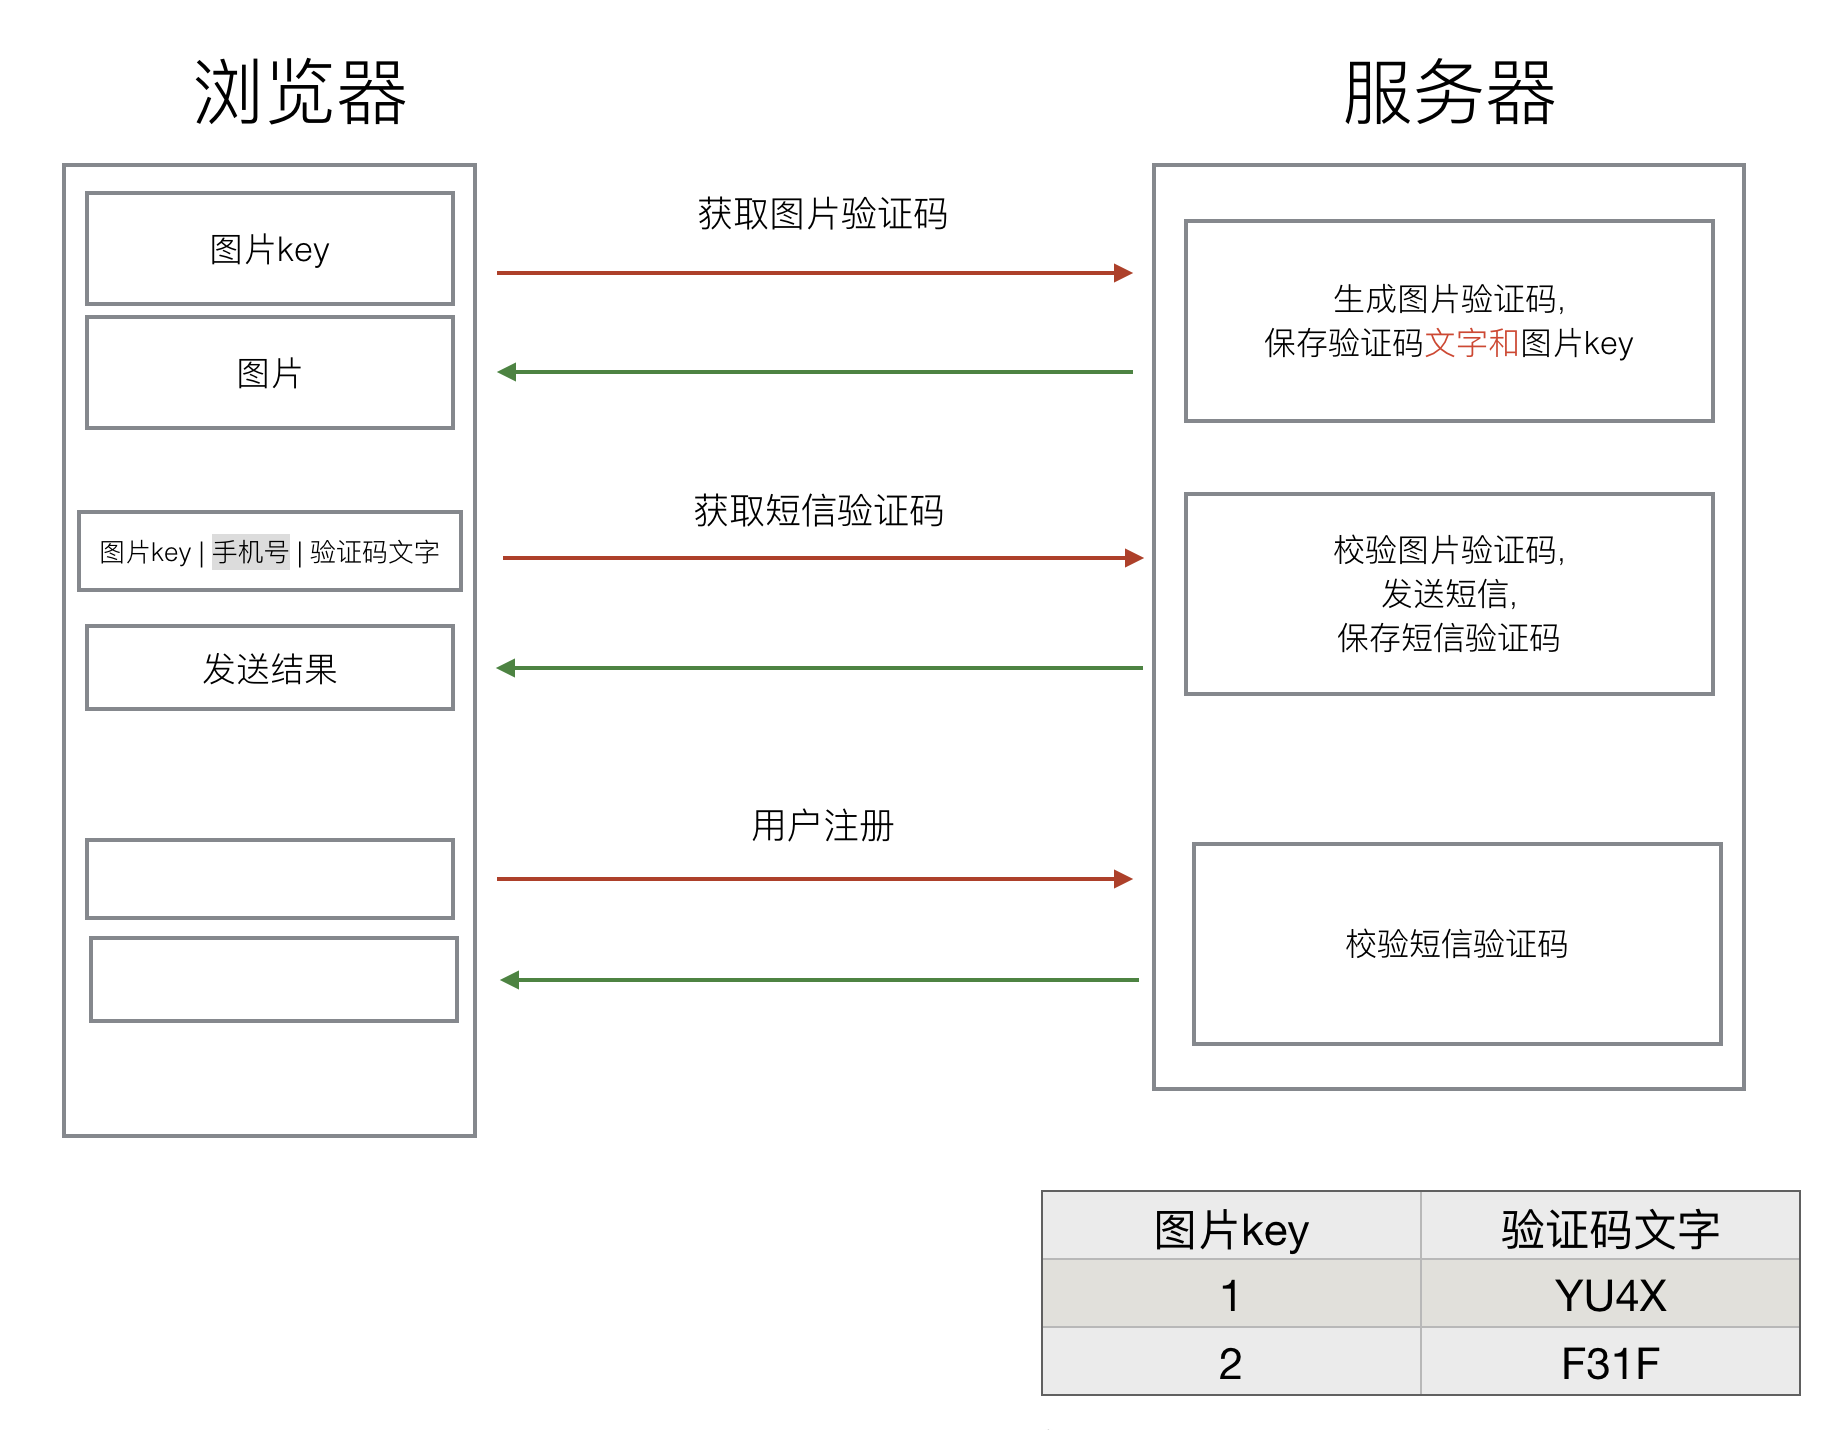 浏览器
服务器
图片key
图片
获取图片验证码
生成图片验证码,
保存验证码文字和图片key
图片key | 手机号 | 验证码文字
发送结果
获取短信验证码
校验图片验证码,
发送短信,
保存短信验证码
用户注册
校验短信验证码
图片key 验证码文字
1 YU4X
2 F31F